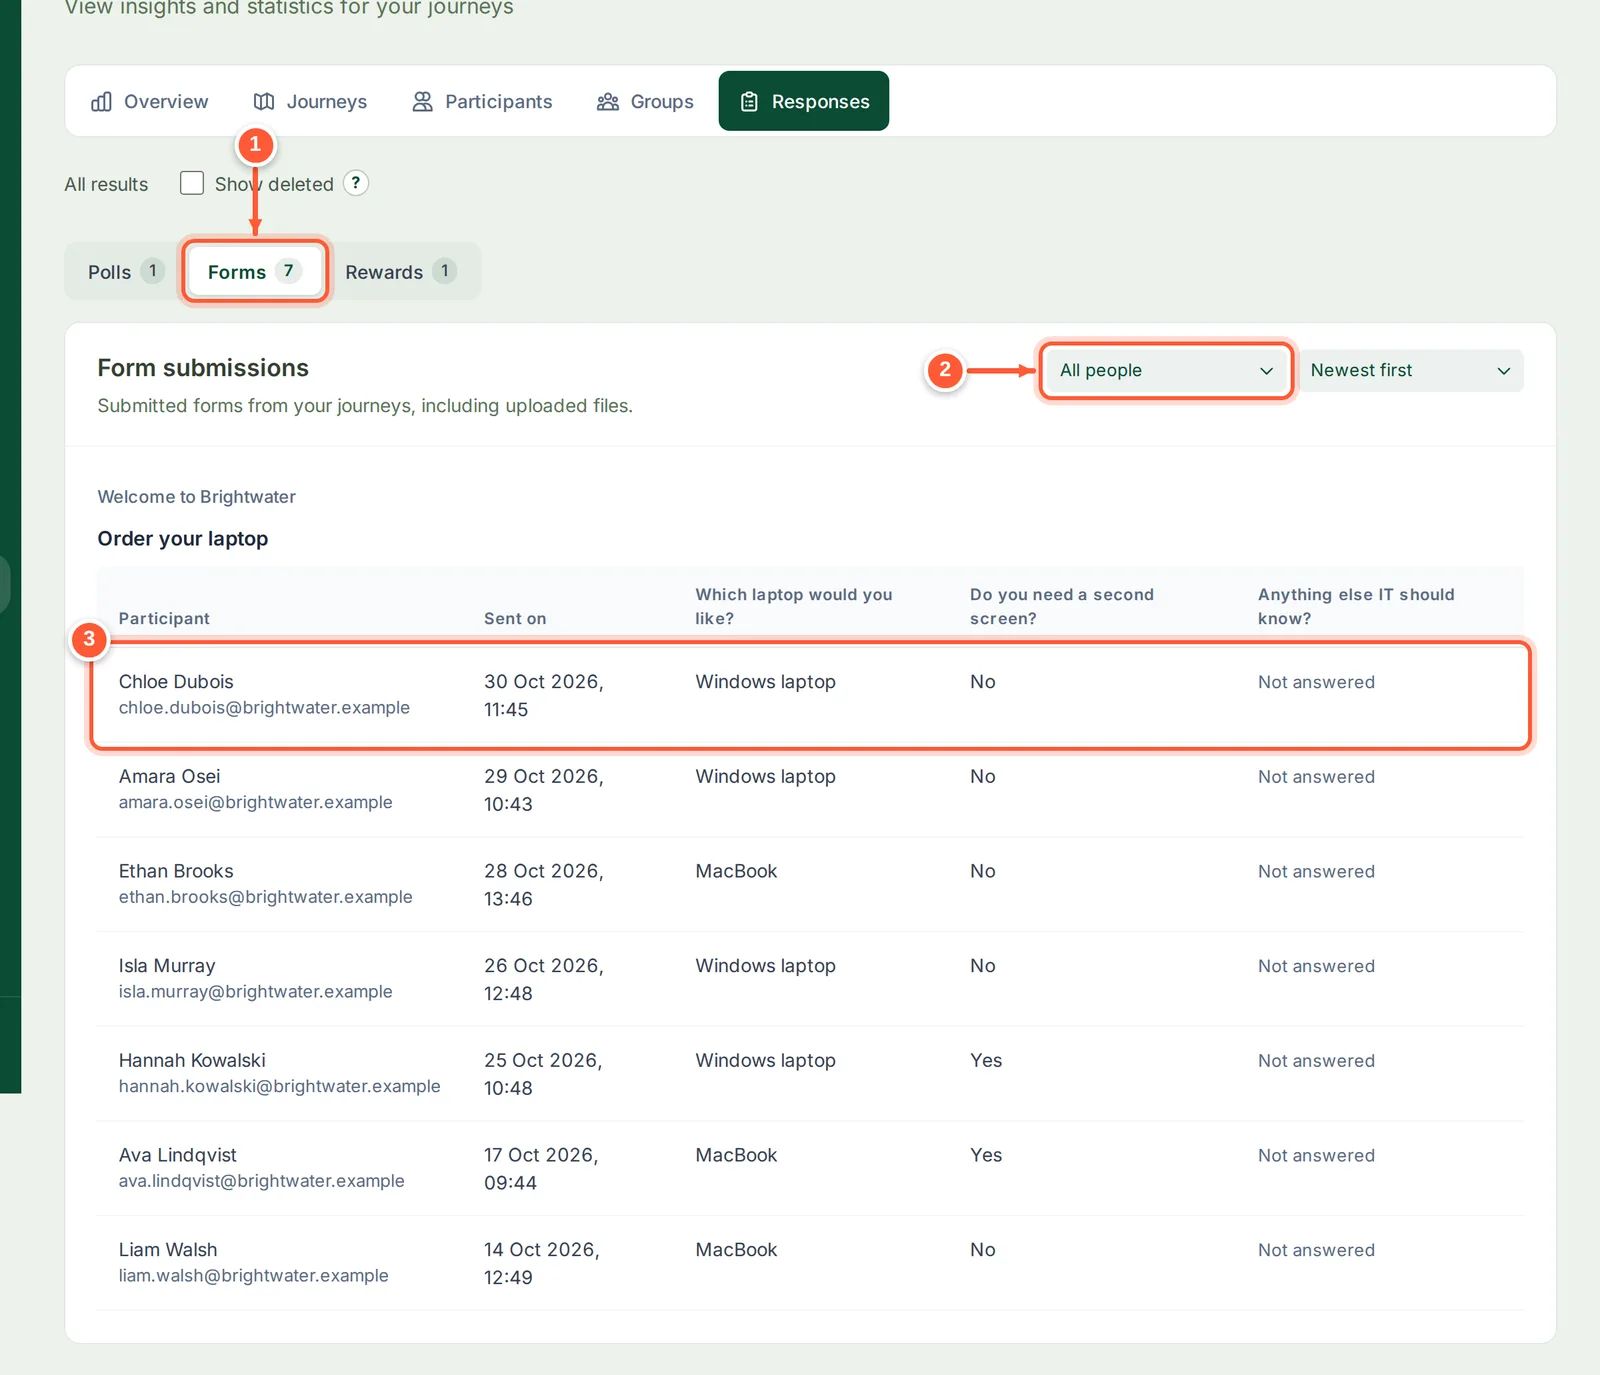 View insights and statistics for your journeys
Overview
Journeys
Participants
Groups
Responses
1
All results
Show deleted
?
Polls 1
Forms 7
Rewards 1
Form submissions
Submitted forms from your journeys, including uploaded files.
2
All people
Newest first
Welcome to Brightwater
Order your laptop
Participant
Sent on
Which laptop would you
like?
Do you need a second
screen?
Anything else IT should
know?
3
Chloe Dubois
chloe.dubois@brightwater.example
30 Oct 2026,
11:45
Windows laptop
No
Not answered
Amara Osei
amara.osei@brightwater.example
29 Oct 2026,
10:43
Windows laptop
No
Not answered
Ethan Brooks
ethan.brooks@brightwater.example
28 Oct 2026,
13:46
MacBook
No
Not answered
Isla Murray
isla.murray@brightwater.example
26 Oct 2026,
12:48
Windows laptop
No
Not answered
Hannah Kowalski
hannah.kowalski@brightwater.example
25 Oct 2026,
10:48
Windows laptop
Yes
Not answered
Ava Lindqvist
ava.lindqvist@brightwater.example
17 Oct 2026,
09:44
MacBook
Yes
Not answered
Liam Walsh
liam.walsh@brightwater.example
14 Oct 2026,
12:49
MacBook
No
Not answered